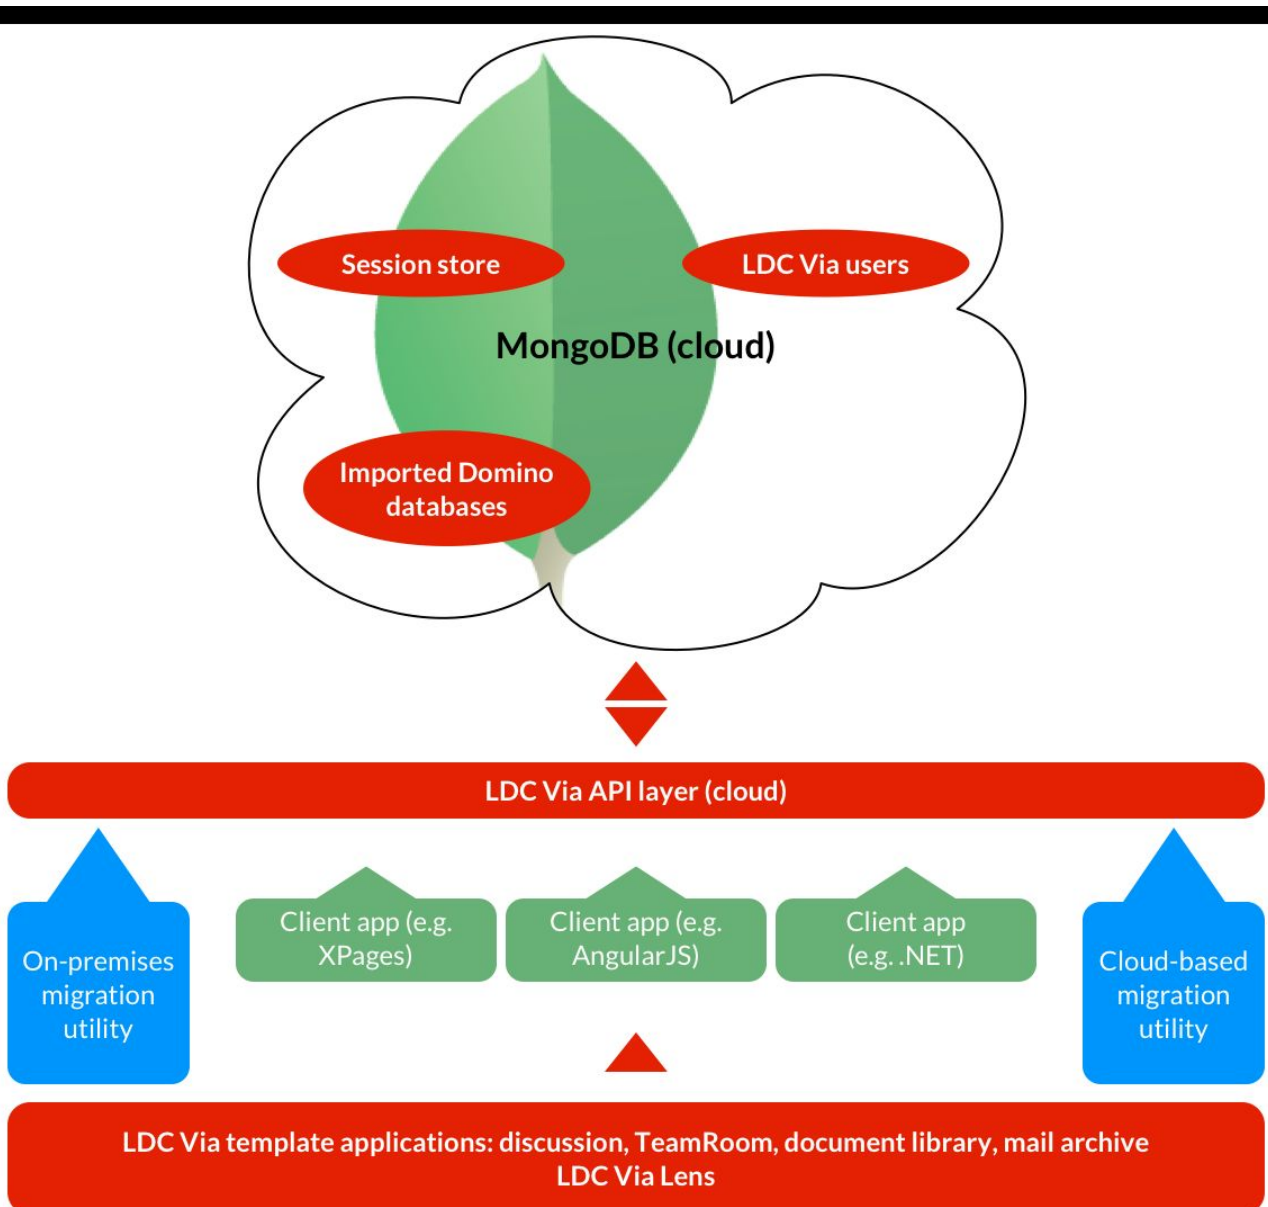 Session store
LDC Via users
MongoDB (cloud)
Imported Domino
databases
LDC Via API layer (cloud)
On-premises
migration
utility
Client app (e.g.
XPages)
Client app (e.g.
AngularJS)
Client app
(e.g. .NET)
Cloud-based
migration
utility
LDC Via template applications: discussion, TeamRoom, document library, mail archive
LDC Via Lens